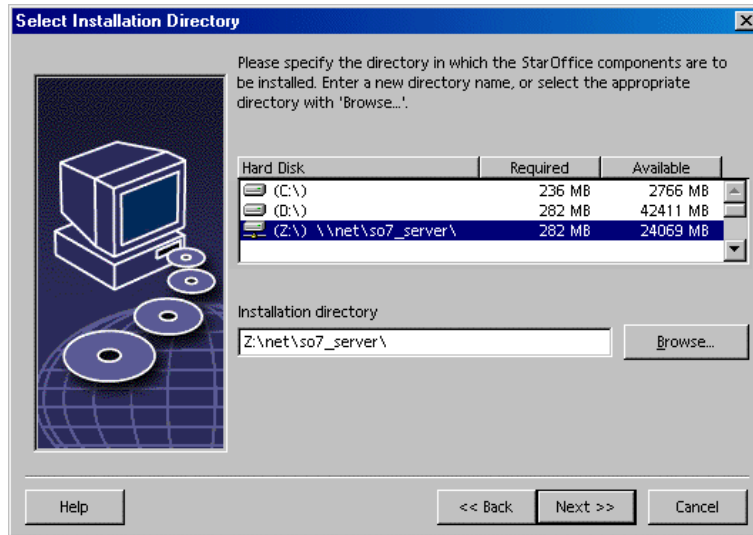 Select Installation Directory
Please specify the directory in which the StarOffice components are to
be installed. Enter a new directory name, or select the appropriate
directory with 'Browse...'.
Hard Disk Required Available
(C:\) 236 MB 2766 MB
(D:\) 282 MB 42411 MB
(Z:\) \\net\so7_server\ 282 MB 24069 MB
Installation directory
Z:\net\so7_server\ Browse...
Help << Back Next >> Cancel